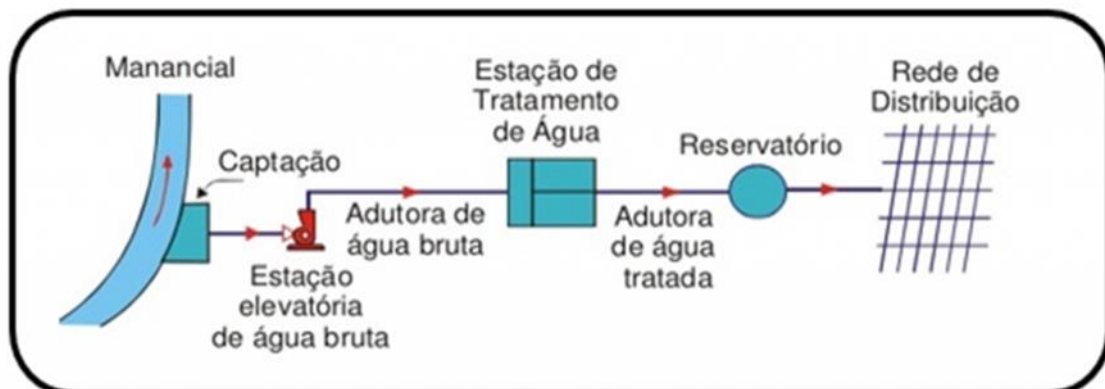 Manancial
Captação
Estação
elevatória
de água bruta
Adutora de
água bruta
Estação de
Tratamento
de Água
Adutora
de água
tratada
Reservatório
Rede de
Distribuição